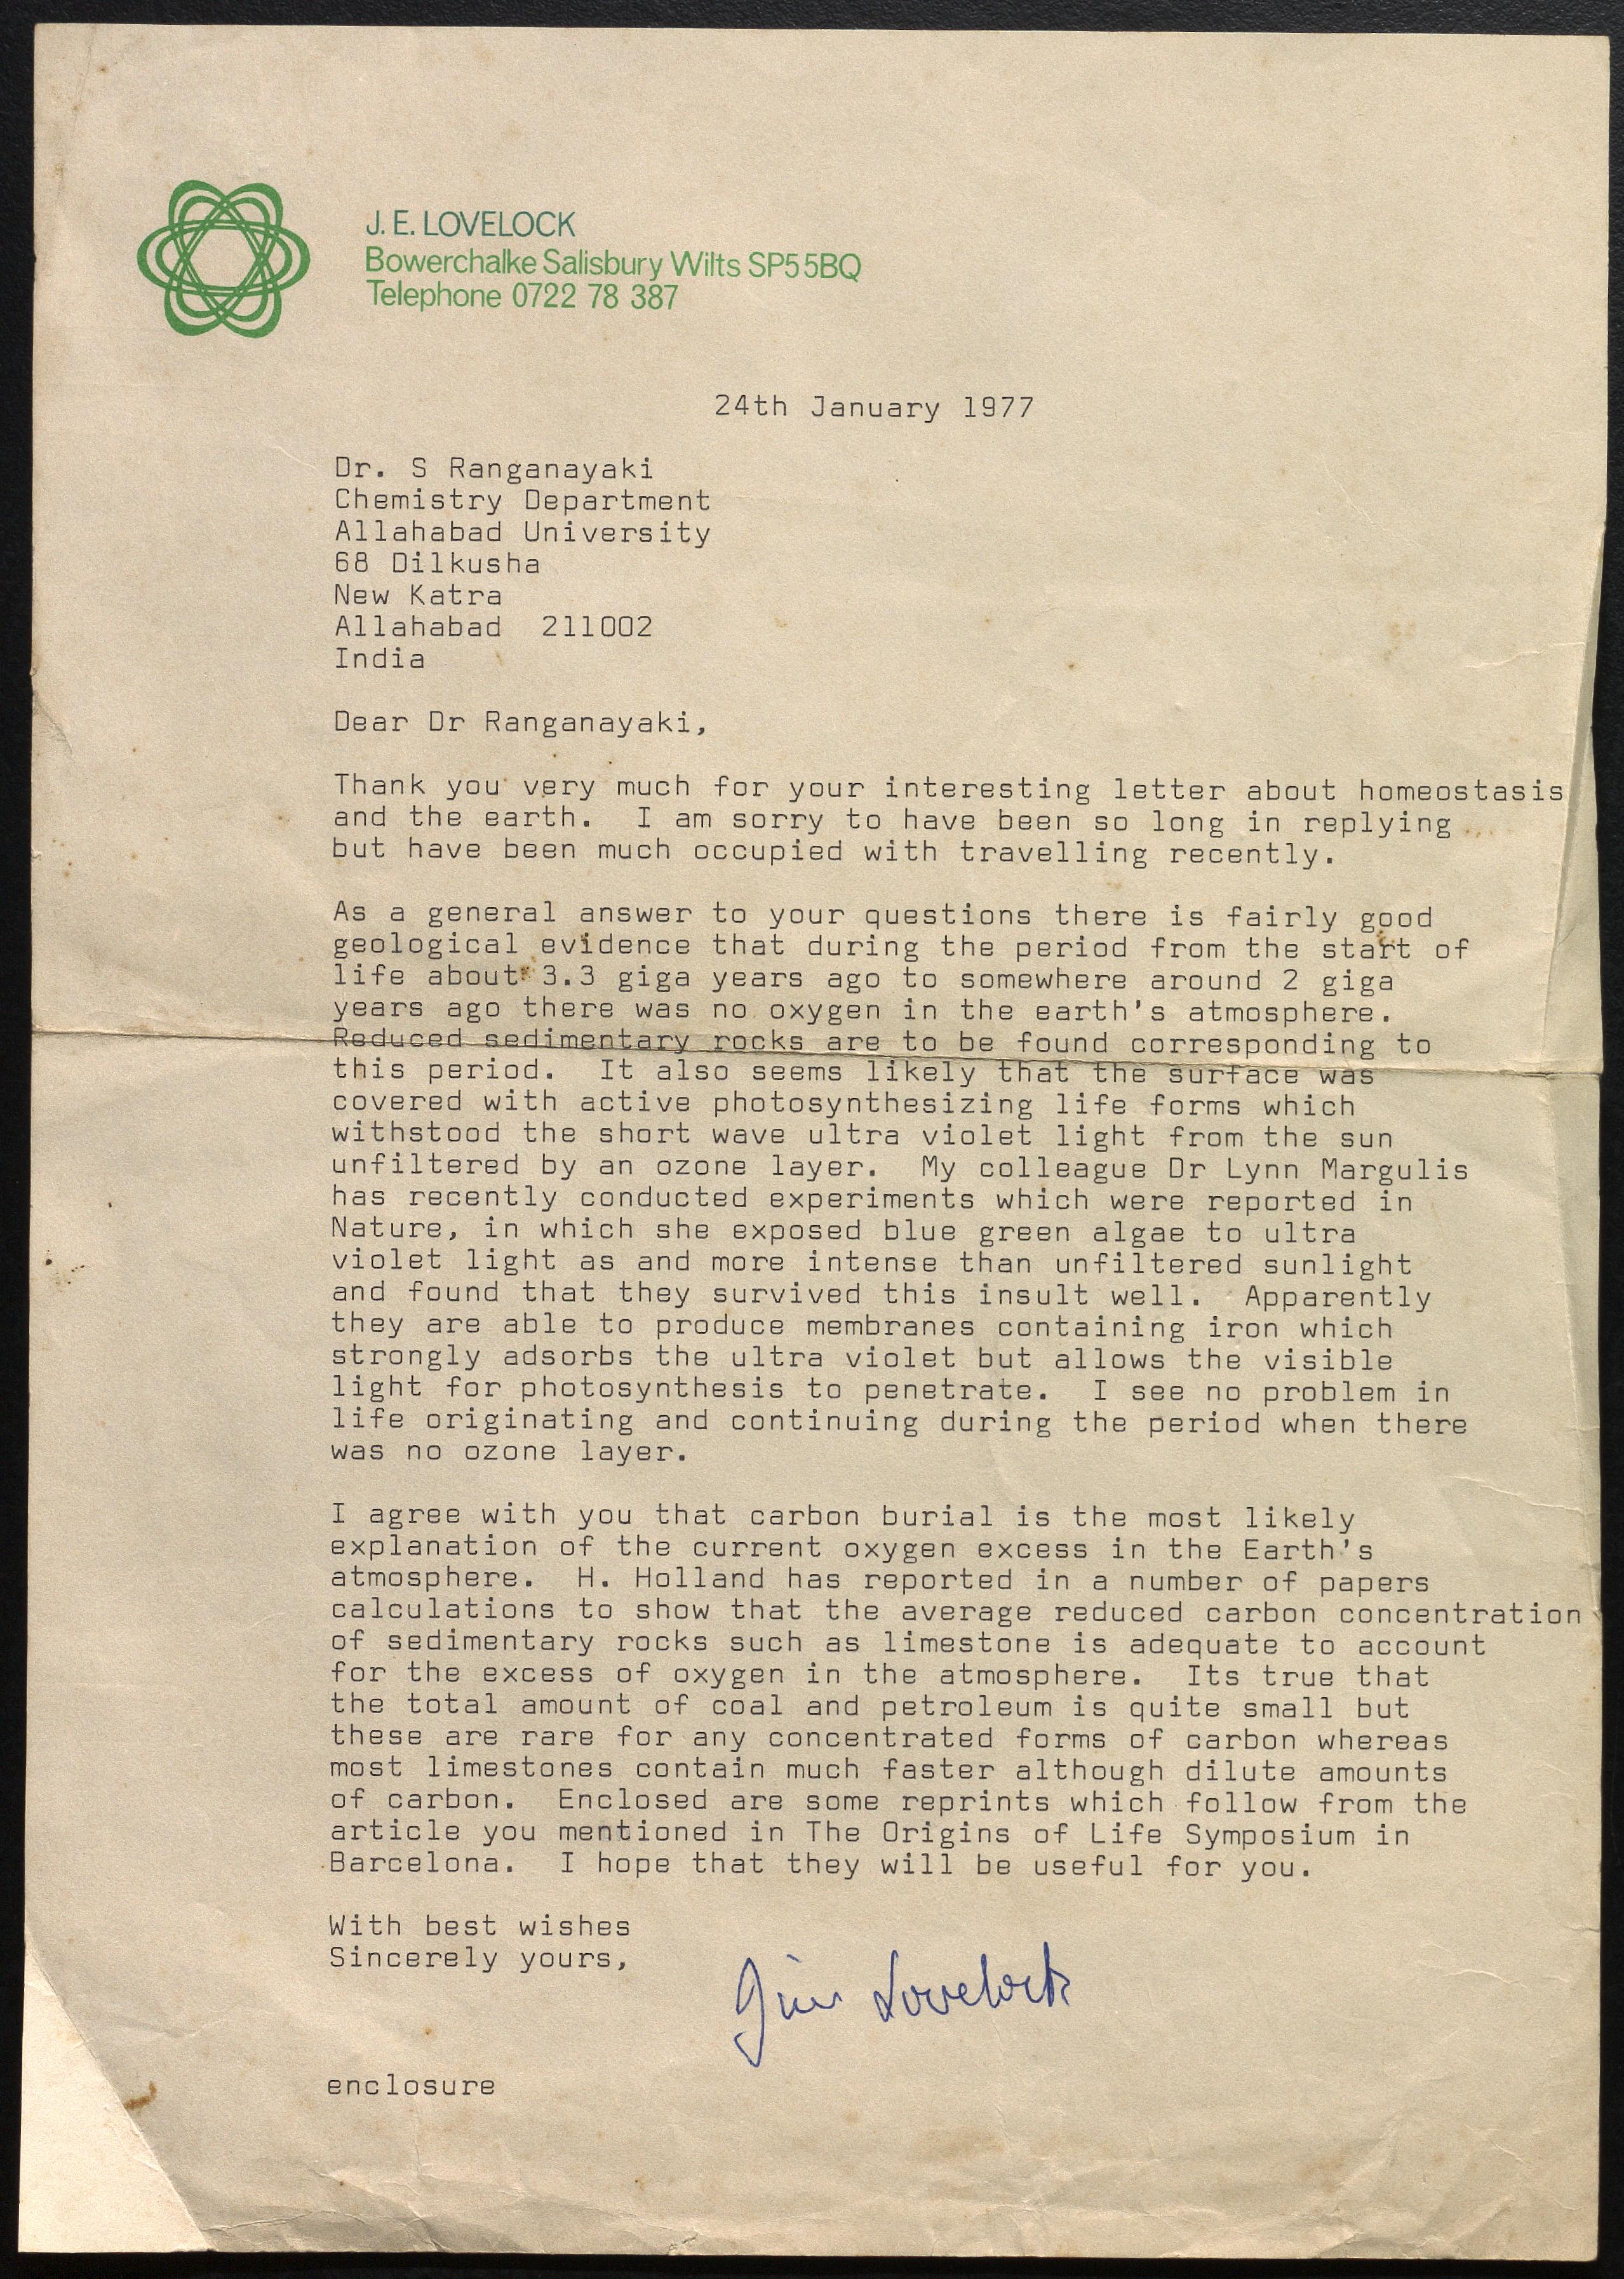 J. E. LOVELOCK
Bowerchalke Salisbury Wilts SP5 5BQ
Telephone 0722 78 387
24th January 1977
Dr. S Ranganayaki
Chemistry Department
Allahabad University
68 Dilkusha
New Katra
Allahabad  211002
India
Dear Dr Ranganayaki,
Thank you very much for your interesting letter about homeostasis
and the earth.  I am sorry to have been so long in replying
but have been much occupied with travelling recently.
As a general answer to your questions there is fairly good
geological evidence that during the period from the start of
life about 3.3 giga years ago to somewhere around 2 giga
years ago there was no oxygen in the earth's atmosphere.
Reduced sedimentary rocks are to be found corresponding to
this period.  It also seems likely that the surface was
covered with active photosynthesizing life forms which
withstood the short wave ultra violet light from the sun
unfiltered by an ozone layer.  My colleague Dr Lynn Margulis
has recently conducted experiments which were reported in
Nature, in which she exposed blue green algae to ultra
violet light as and more intense than unfiltered sunlight
and found that they survived this insult well.  Apparently
they are able to produce membranes containing iron which
strongly adsorbs the ultra violet but allows the visible
light for photosynthesis to penetrate.  I see no problem in
life originating and continuing during the period when there
was no ozone layer.
I agree with you that carbon burial is the most likely
explanation of the current oxygen excess in the Earth's
atmosphere.  H. Holland has reported in a number of papers
calculations to show that the average reduced carbon concentration
of sedimentary rocks such as limestone is adequate to account
for the excess of oxygen in the atmosphere.  Its true that
the total amount of coal and petroleum is quite small but
these are rare for any concentrated forms of carbon whereas
most limestones contain much faster although dilute amounts
of carbon.  Enclosed are some reprints which follow from the
article you mentioned in The Origins of Life Symposium in
Barcelona.  I hope that they will be useful for you.
With best wishes
Sincerely yours,
Jim Lovelock
enclosure